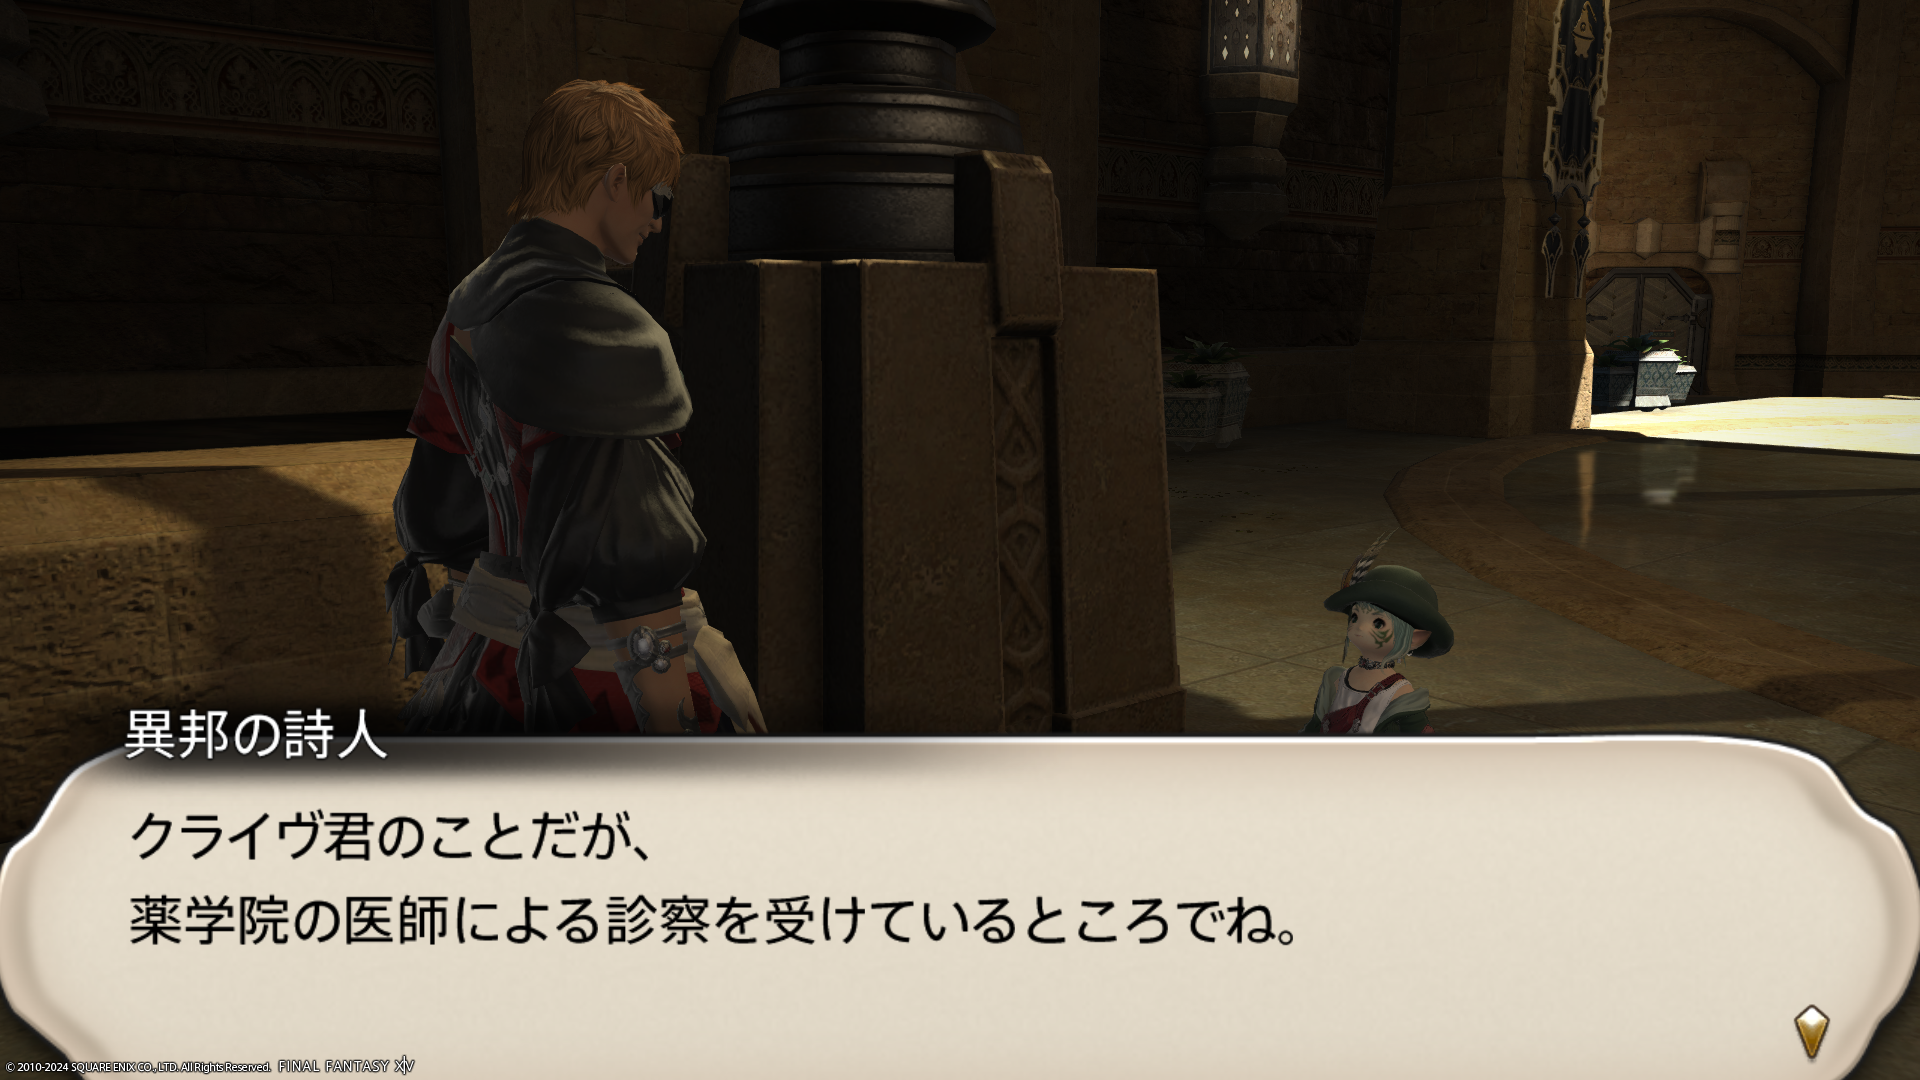 異邦の詩人
クライヴ君のことだが、
薬学院の医師による診察を受けているところでね。
© 2010-2024 SQUARE ENIX CO., LTD. All Rights Reserved. FINAL FANTASY XIV